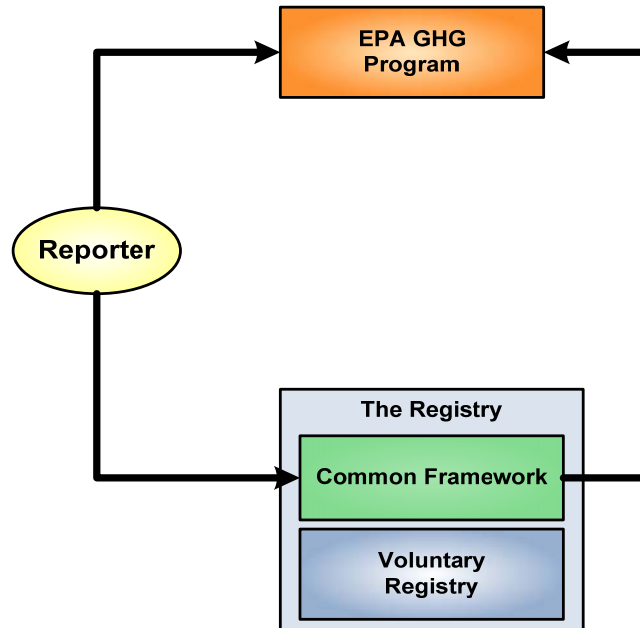 EPA GHG
Program
Reporter
The Registry
Common Framework
Voluntary
Registry